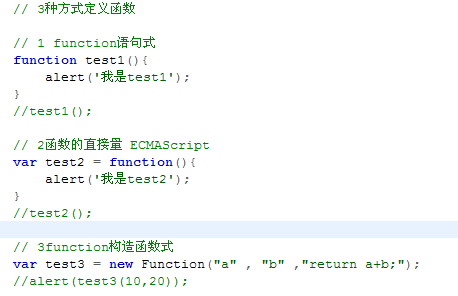 // 3种方式定义函数
// 1 function语句式
function test1(){
    alert('我是test1');
}
//test1();
// 2函数的直接量 ECMAScript
var test2 = function(){
    alert('我是test2');
}
//test2();
// 3function构造函数式
var test3 = new Function("a" , "b" ,"return a+b;");
//alert(test3(10,20));